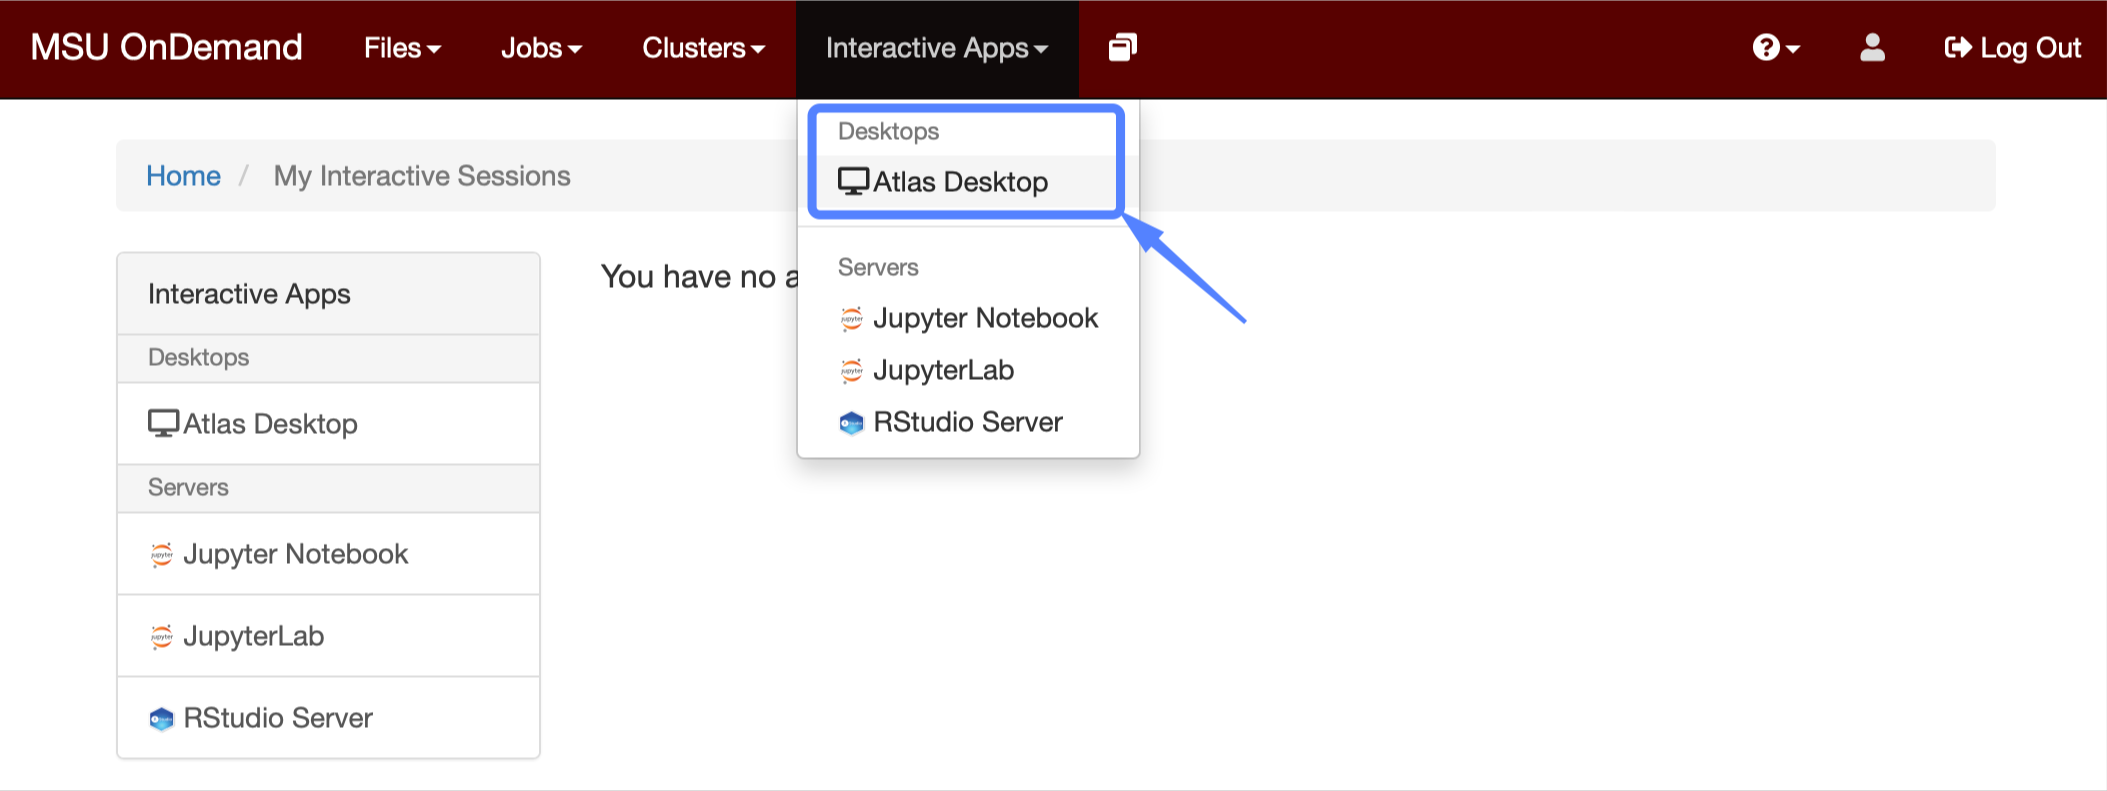 MSU OnDemand Files Jobs Clusters Interactive Apps Log Out
Desktops
Atlas Desktop
Servers
Jupyter Notebook
JupyterLab
RStudio Server
Home / My Interactive Sessions
Interactive Apps
Desktops
Atlas Desktop
Servers
Jupyter Notebook
JupyterLab
RStudio Server
You have no a